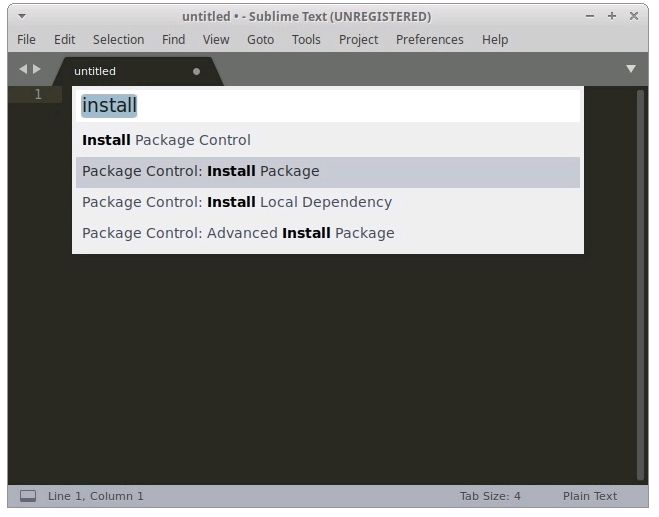 untitled • - Sublime Text (UNREGISTERED)
File Edit Selection Find View Goto Tools Project Preferences Help
untitled
1
install
Install Package Control
Package Control: Install Package
Package Control: Install Local Dependency
Package Control: Advanced Install Package
Line 1, Column 1 Tab Size: 4 Plain Text